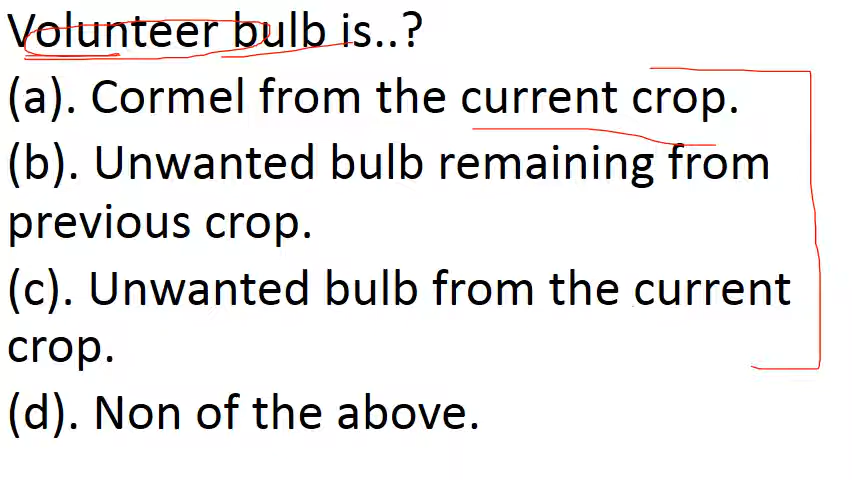 Volunteer bulb is..?
(a). Cormel from the current crop.
(b). Unwanted bulb remaining from
previous crop.
(c). Unwanted bulb from the current
crop.
(d). Non of the above.